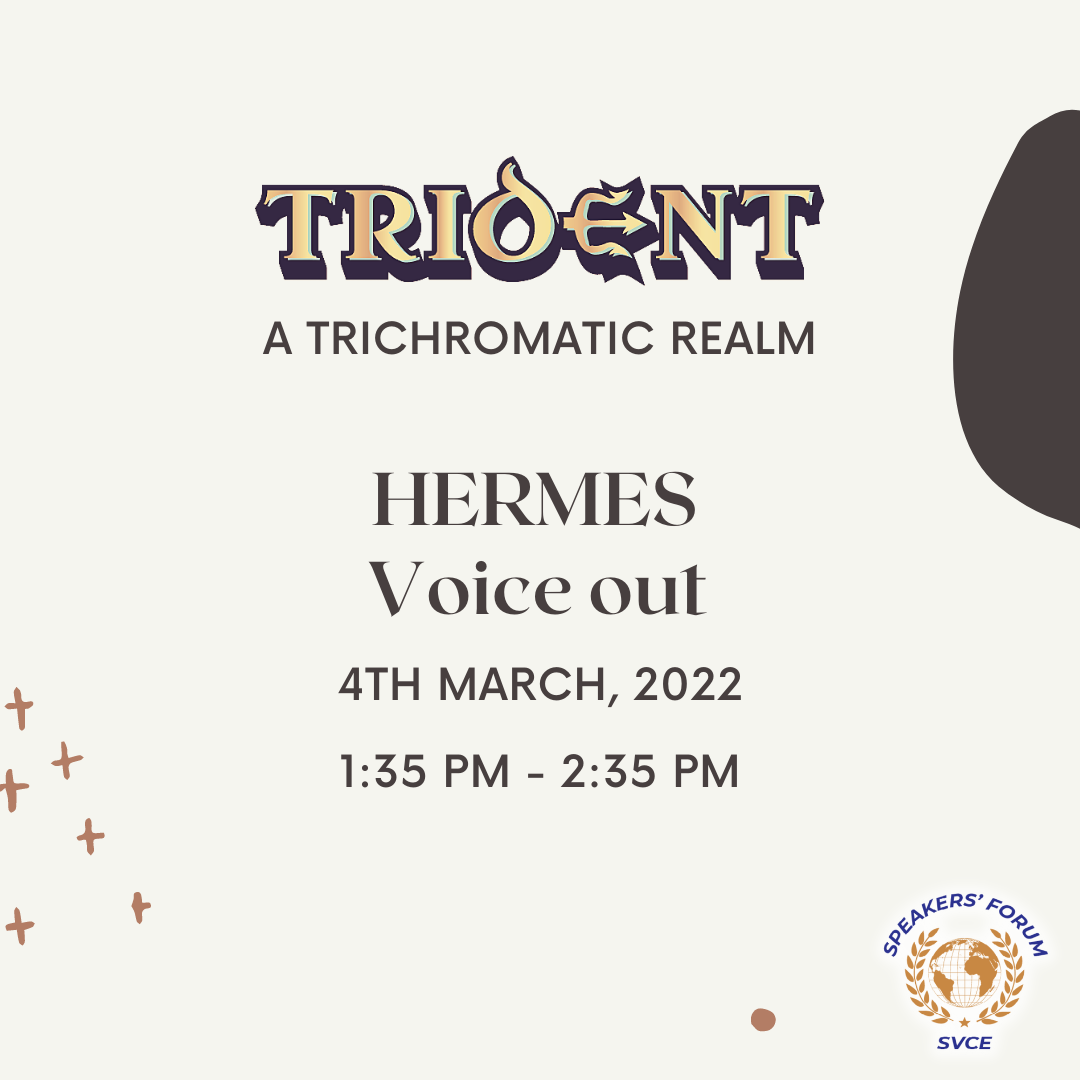 TRIDENT
A TRICHROMATIC REALM
HERMES
Voice out
4TH MARCH, 2022
1:35 PM - 2:35 PM
SPEAKERS' FORUM
SVCE